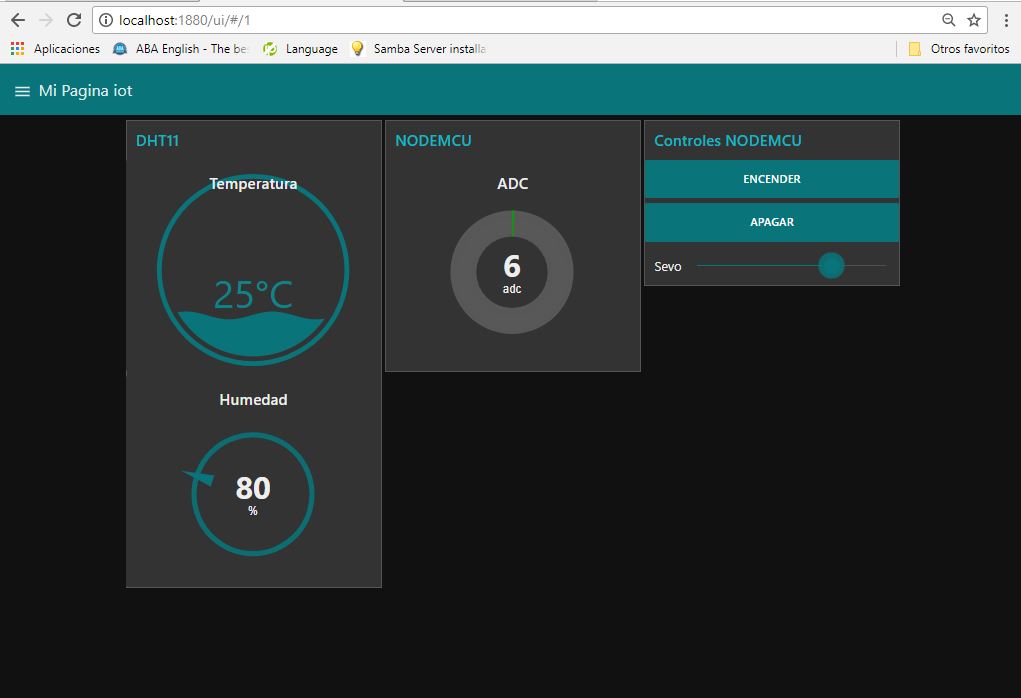 localhost:1880/ui/#/1
Aplicaciones ABA English - The be Language Samba Server installa Otros favoritos
Mi Pagina iot
DHT11
Temperatura
25°C
Humedad
80
%
NODEMCU
ADC
6
adc
Controles NODEMCU
ENCENDER
APAGAR
Sevo